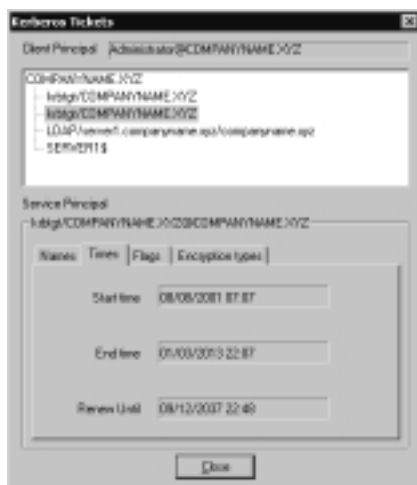 Kerberos Tickets
Client Principal Administrator@COMPANYNAME.XYZ
COMPANYNAME.XYZ
krbtgt/COMPANYNAME.XYZ
krbtgt/COMPANYNAME.XYZ
LDAP/server1.companyname.xyz/companyname.xyz
SERVER1$
Service Principal
krbtgt/COMPANYNAME.XYZ@COMPANYNAME.XYZ
Names Times Flags Encryption types
Start time 08/08/2001 07:07
End time 01/03/2013 22:07
Renew Until 09/12/2037 22:48
Close